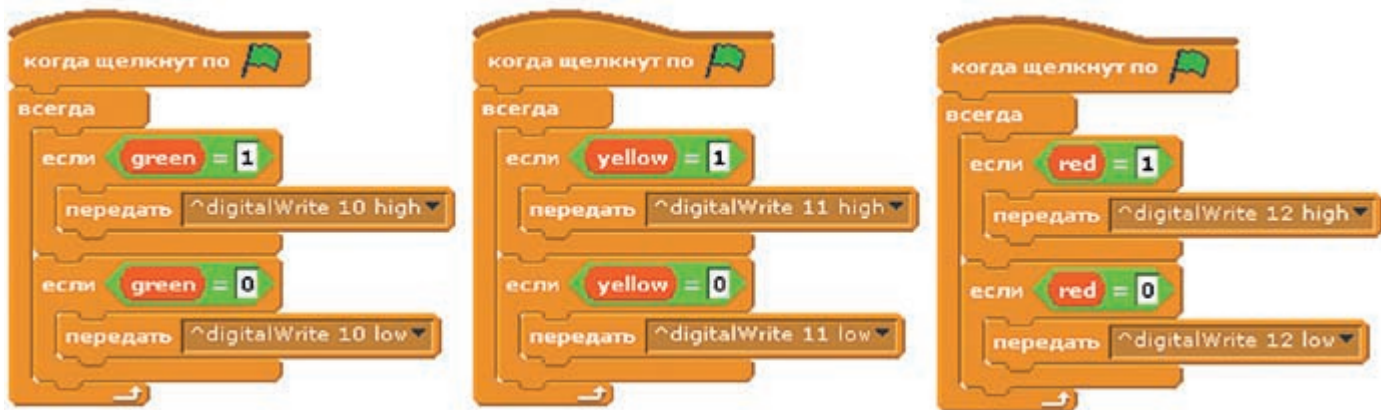 когда щелкнут по
всегда
если green = 1
передать ^digitalWrite 10 high
если green = 0
передать ^digitalWrite 10 low
когда щелкнут по
всегда
если yellow = 1
передать ^digitalWrite 11 high
если yellow = 0
передать ^digitalWrite 11 low
когда щелкнут по
всегда
если red = 1
передать ^digitalWrite 12 high
если red = 0
передать ^digitalWrite 12 low